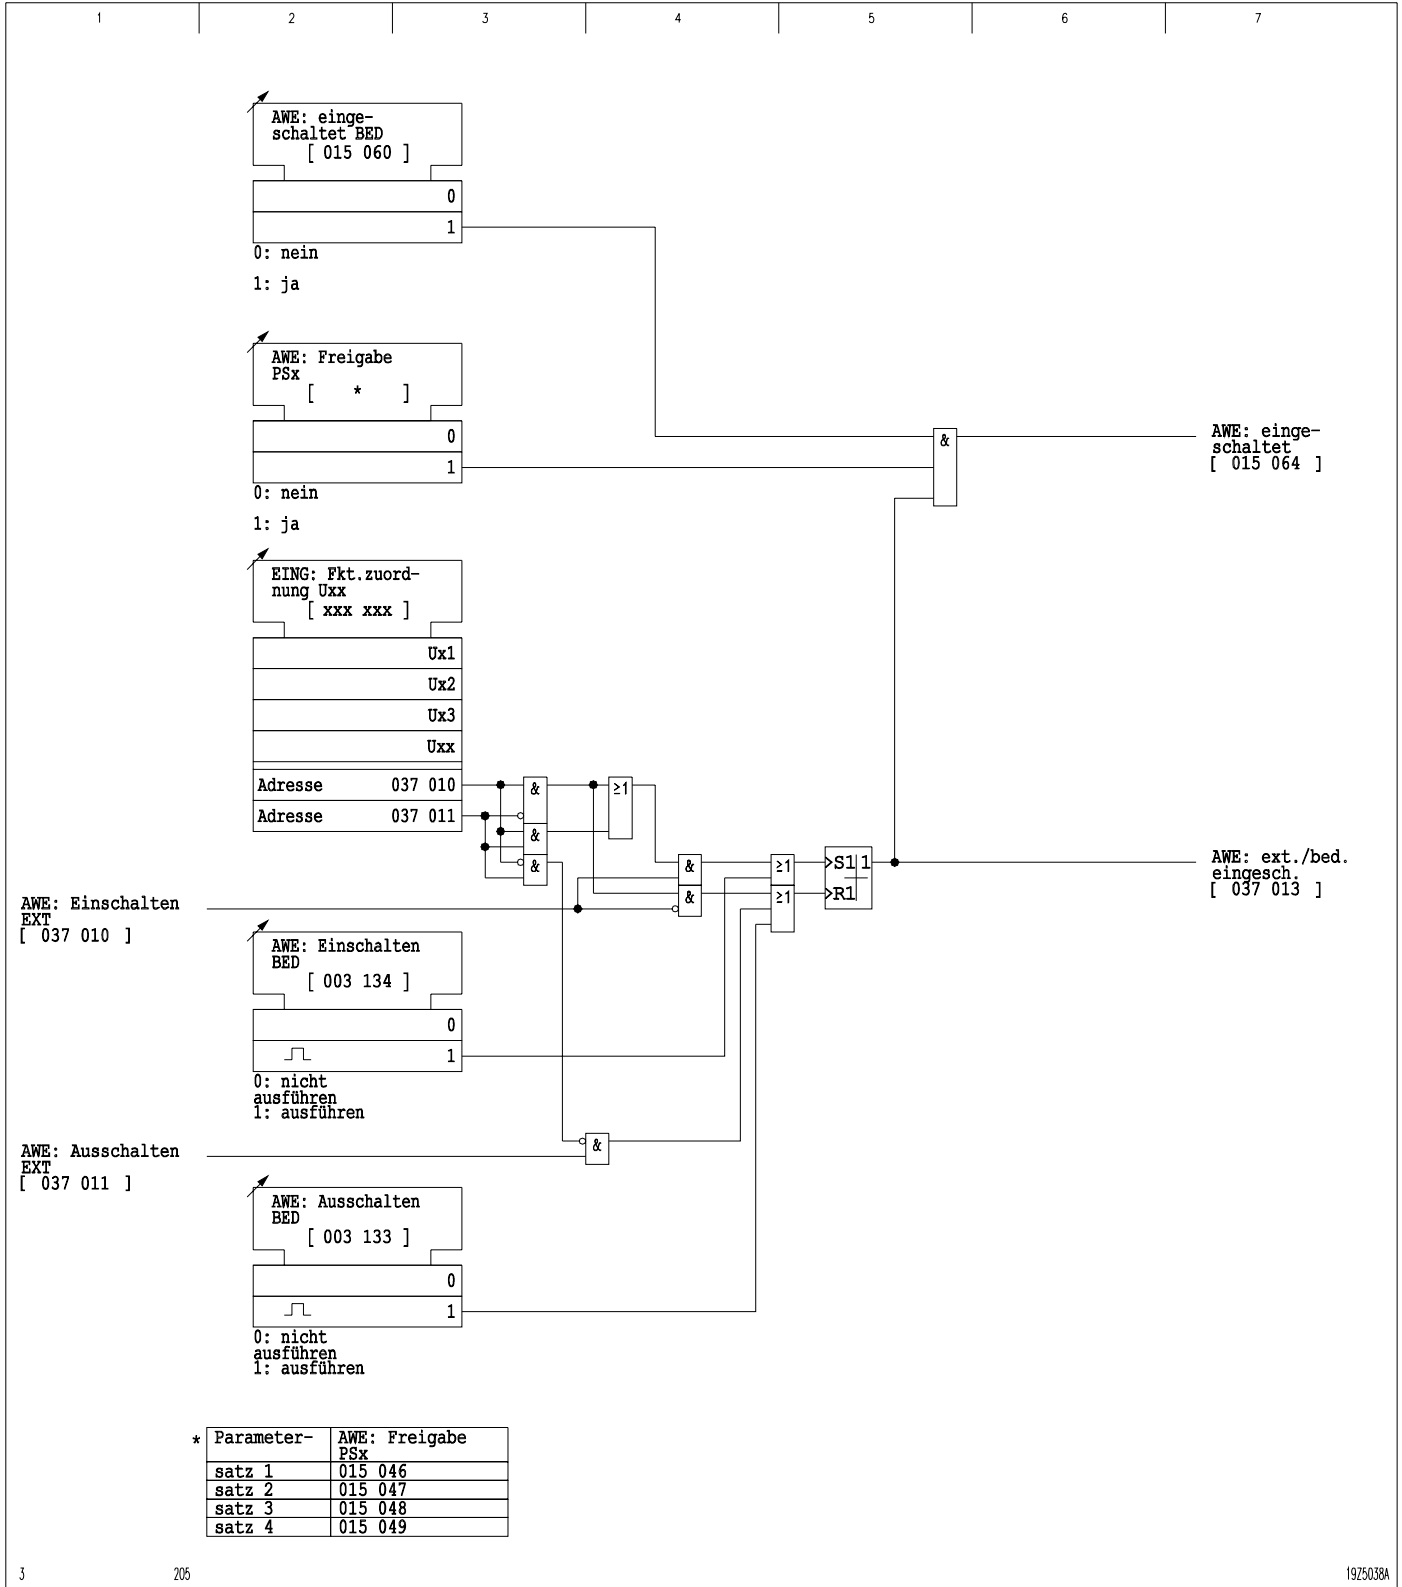 1 2 3 4 5 6 7
AWE: einge-
schaltet BED
[ 015 060 ]
0
1
0: nein
1: ja
AWE: Freigabe
PSx
[ * ]
0
1
0: nein
1: ja
&
AWE: einge-
schaltet
[ 015 064 ]
EING: Fkt.zuord-
nung Uxx
[ xxx xxx ]
Ux1
Ux2
Ux3
Uxx
Adresse 037 010
Adresse 037 011
& ≥1
&
&
& ≥1 S1 1
& ≥1 R1
AWE: ext./bed.
eingesch.
[ 037 013 ]
AWE: Einschalten
EXT
[ 037 010 ]
AWE: Einschalten
BED
[ 003 134 ]
0
1
0: nicht
ausführen
1: ausführen
&
AWE: Ausschalten
EXT
[ 037 011 ]
AWE: Ausschalten
BED
[ 003 133 ]
0
1
0: nicht
ausführen
1: ausführen
* Parameter- AWE: Freigabe
PSx
satz 1 015 046
satz 2 015 047
satz 3 015 048
satz 4 015 049
3 205 19Z5038A